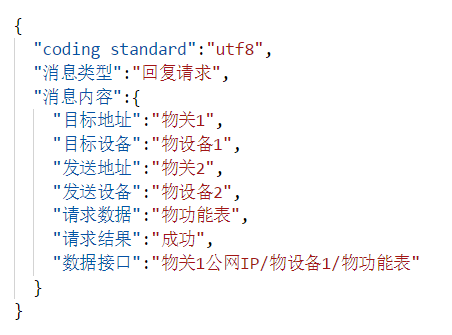 {
"coding standard":"utf8",
"消息类型":"回复请求",
"消息内容":{
"目标地址":"物关1",
"目标设备":"物设备1",
"发送地址":"物关2",
"发送设备":"物设备2",
"请求数据":"物功能表",
"请求结果":"成功",
"数据接口":"物关1公网IP/物设备1/物功能表"
}
}